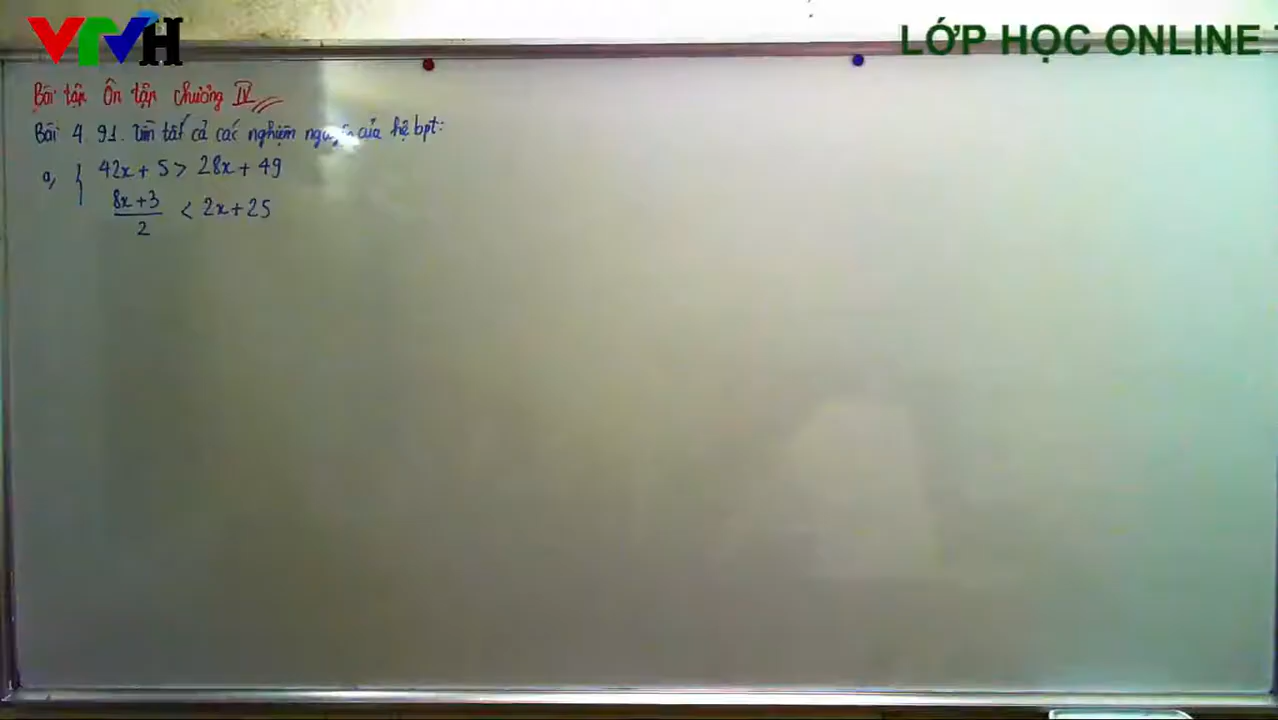 VTVH
LỚP HỌC ONLINE
Bài tập Ôn tập chương IV
Bài 4.91. Tìm tất cả các nghiệm nguyên của hệ bpt:
a, { 42x + 5 > 28x + 49
8x+3
2
< 2x+25